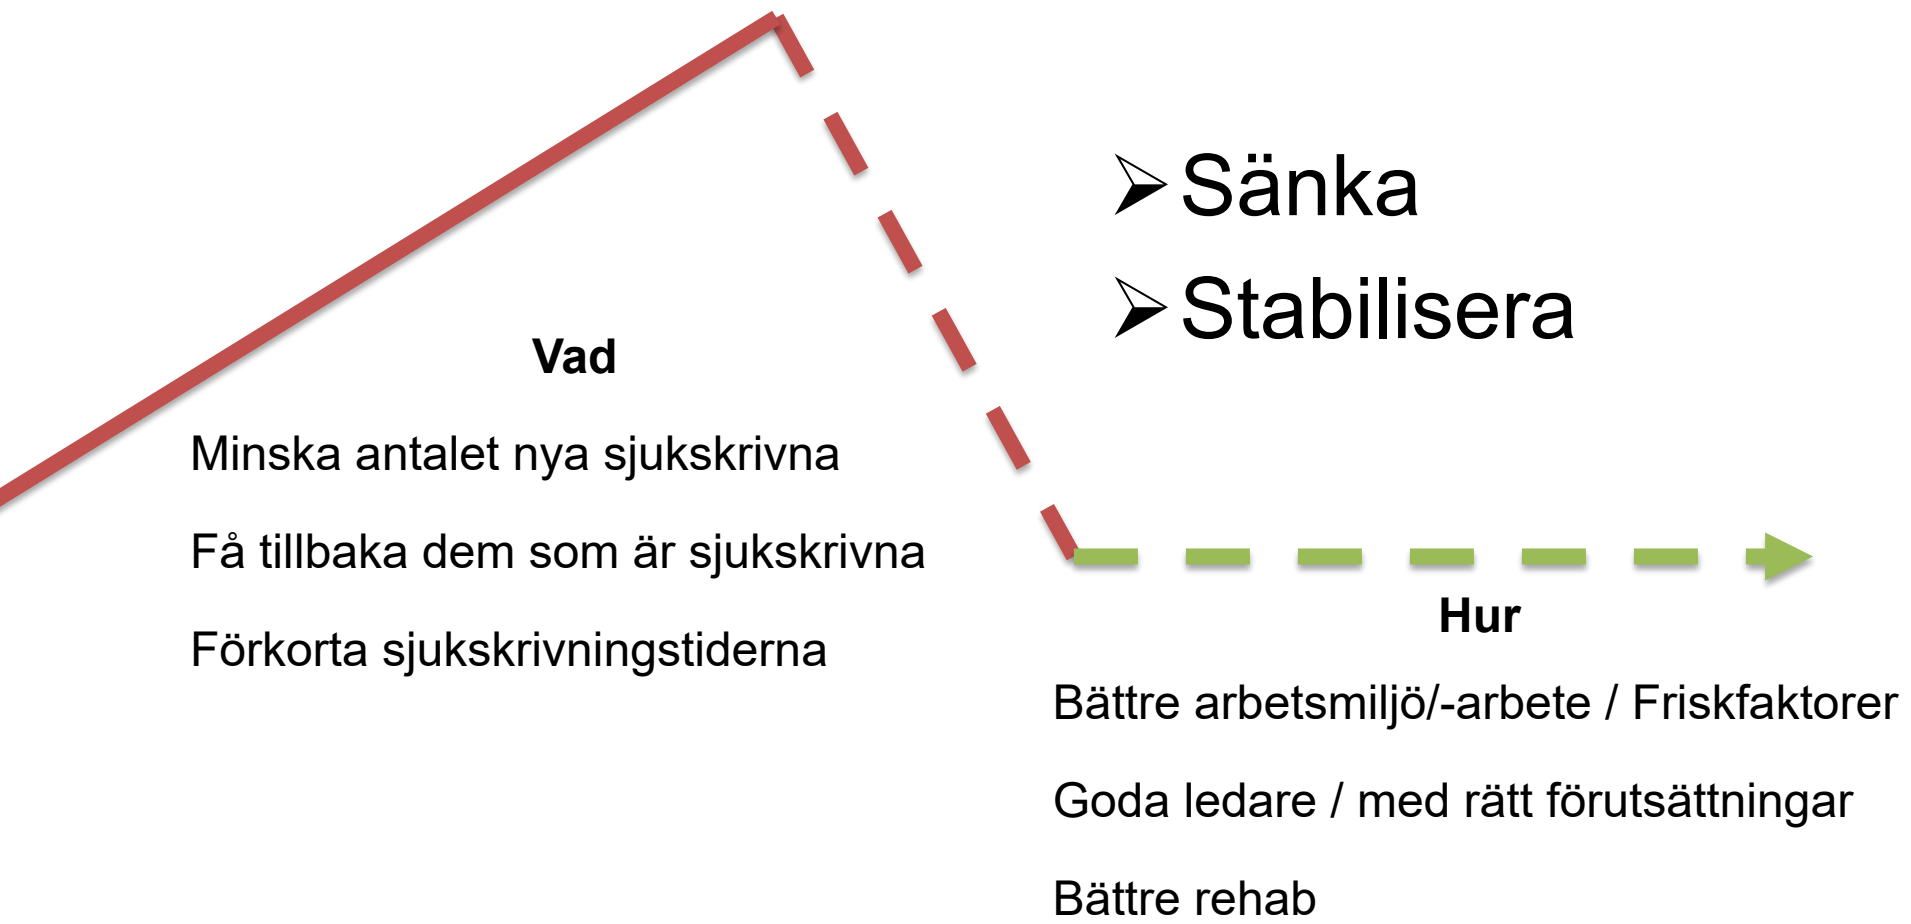 Sänka
Stabilisera
Vad
Minska antalet nya sjukskrivna
Få tillbaka dem som är sjukskrivna
Förkorta sjukskrivningstiderna
Hur
Bättre arbetsmiljö/-arbete / Friskfaktorer
Goda ledare / med rätt förutsättningar
Bättre rehab